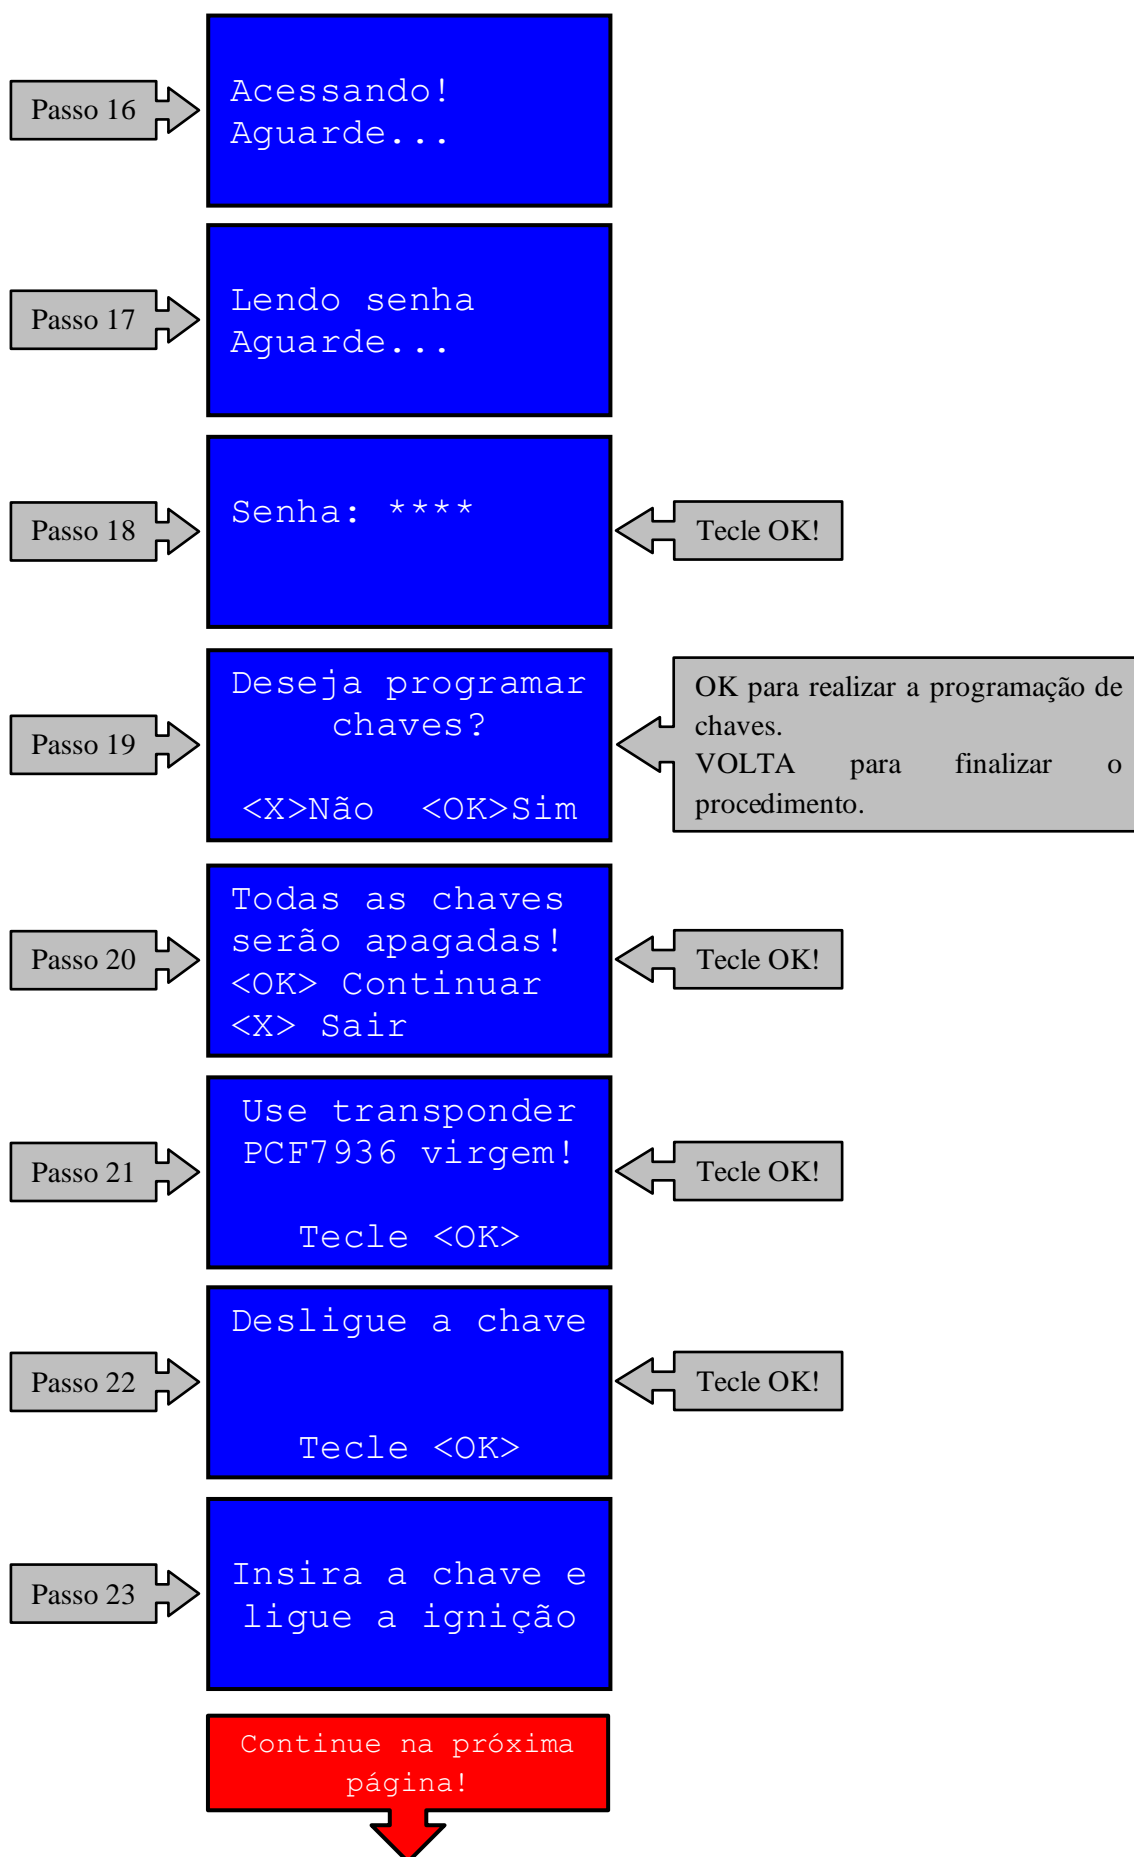 Passo 16
Acessando!
Aguarde...
Passo 17
Lendo senha
Aguarde...
Passo 18
Senha: ****
Tecle OK!
Passo 19
Deseja programar
chaves?
<X>Não <OK>Sim
OK para realizar a programação de
chaves.
VOLTA para finalizar o
procedimento.
Passo 20
Todas as chaves
serão apagadas!
<OK> Continuar
<X> Sair
Tecle OK!
Passo 21
Use transponder
PCF7936 virgem!
Tecle <OK>
Tecle OK!
Passo 22
Desligue a chave
Tecle <OK>
Tecle OK!
Passo 23
Insira a chave e
ligue a ignição
Continue na próxima
página!